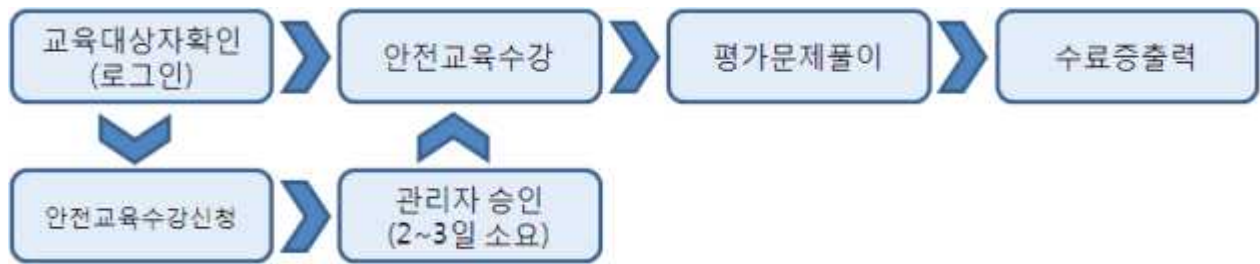 교육대상자확인
(로그인)
안전교육수강
평가문제풀이
수료증출력
안전교육수강신청
관리자 승인
(2~3일 소요)